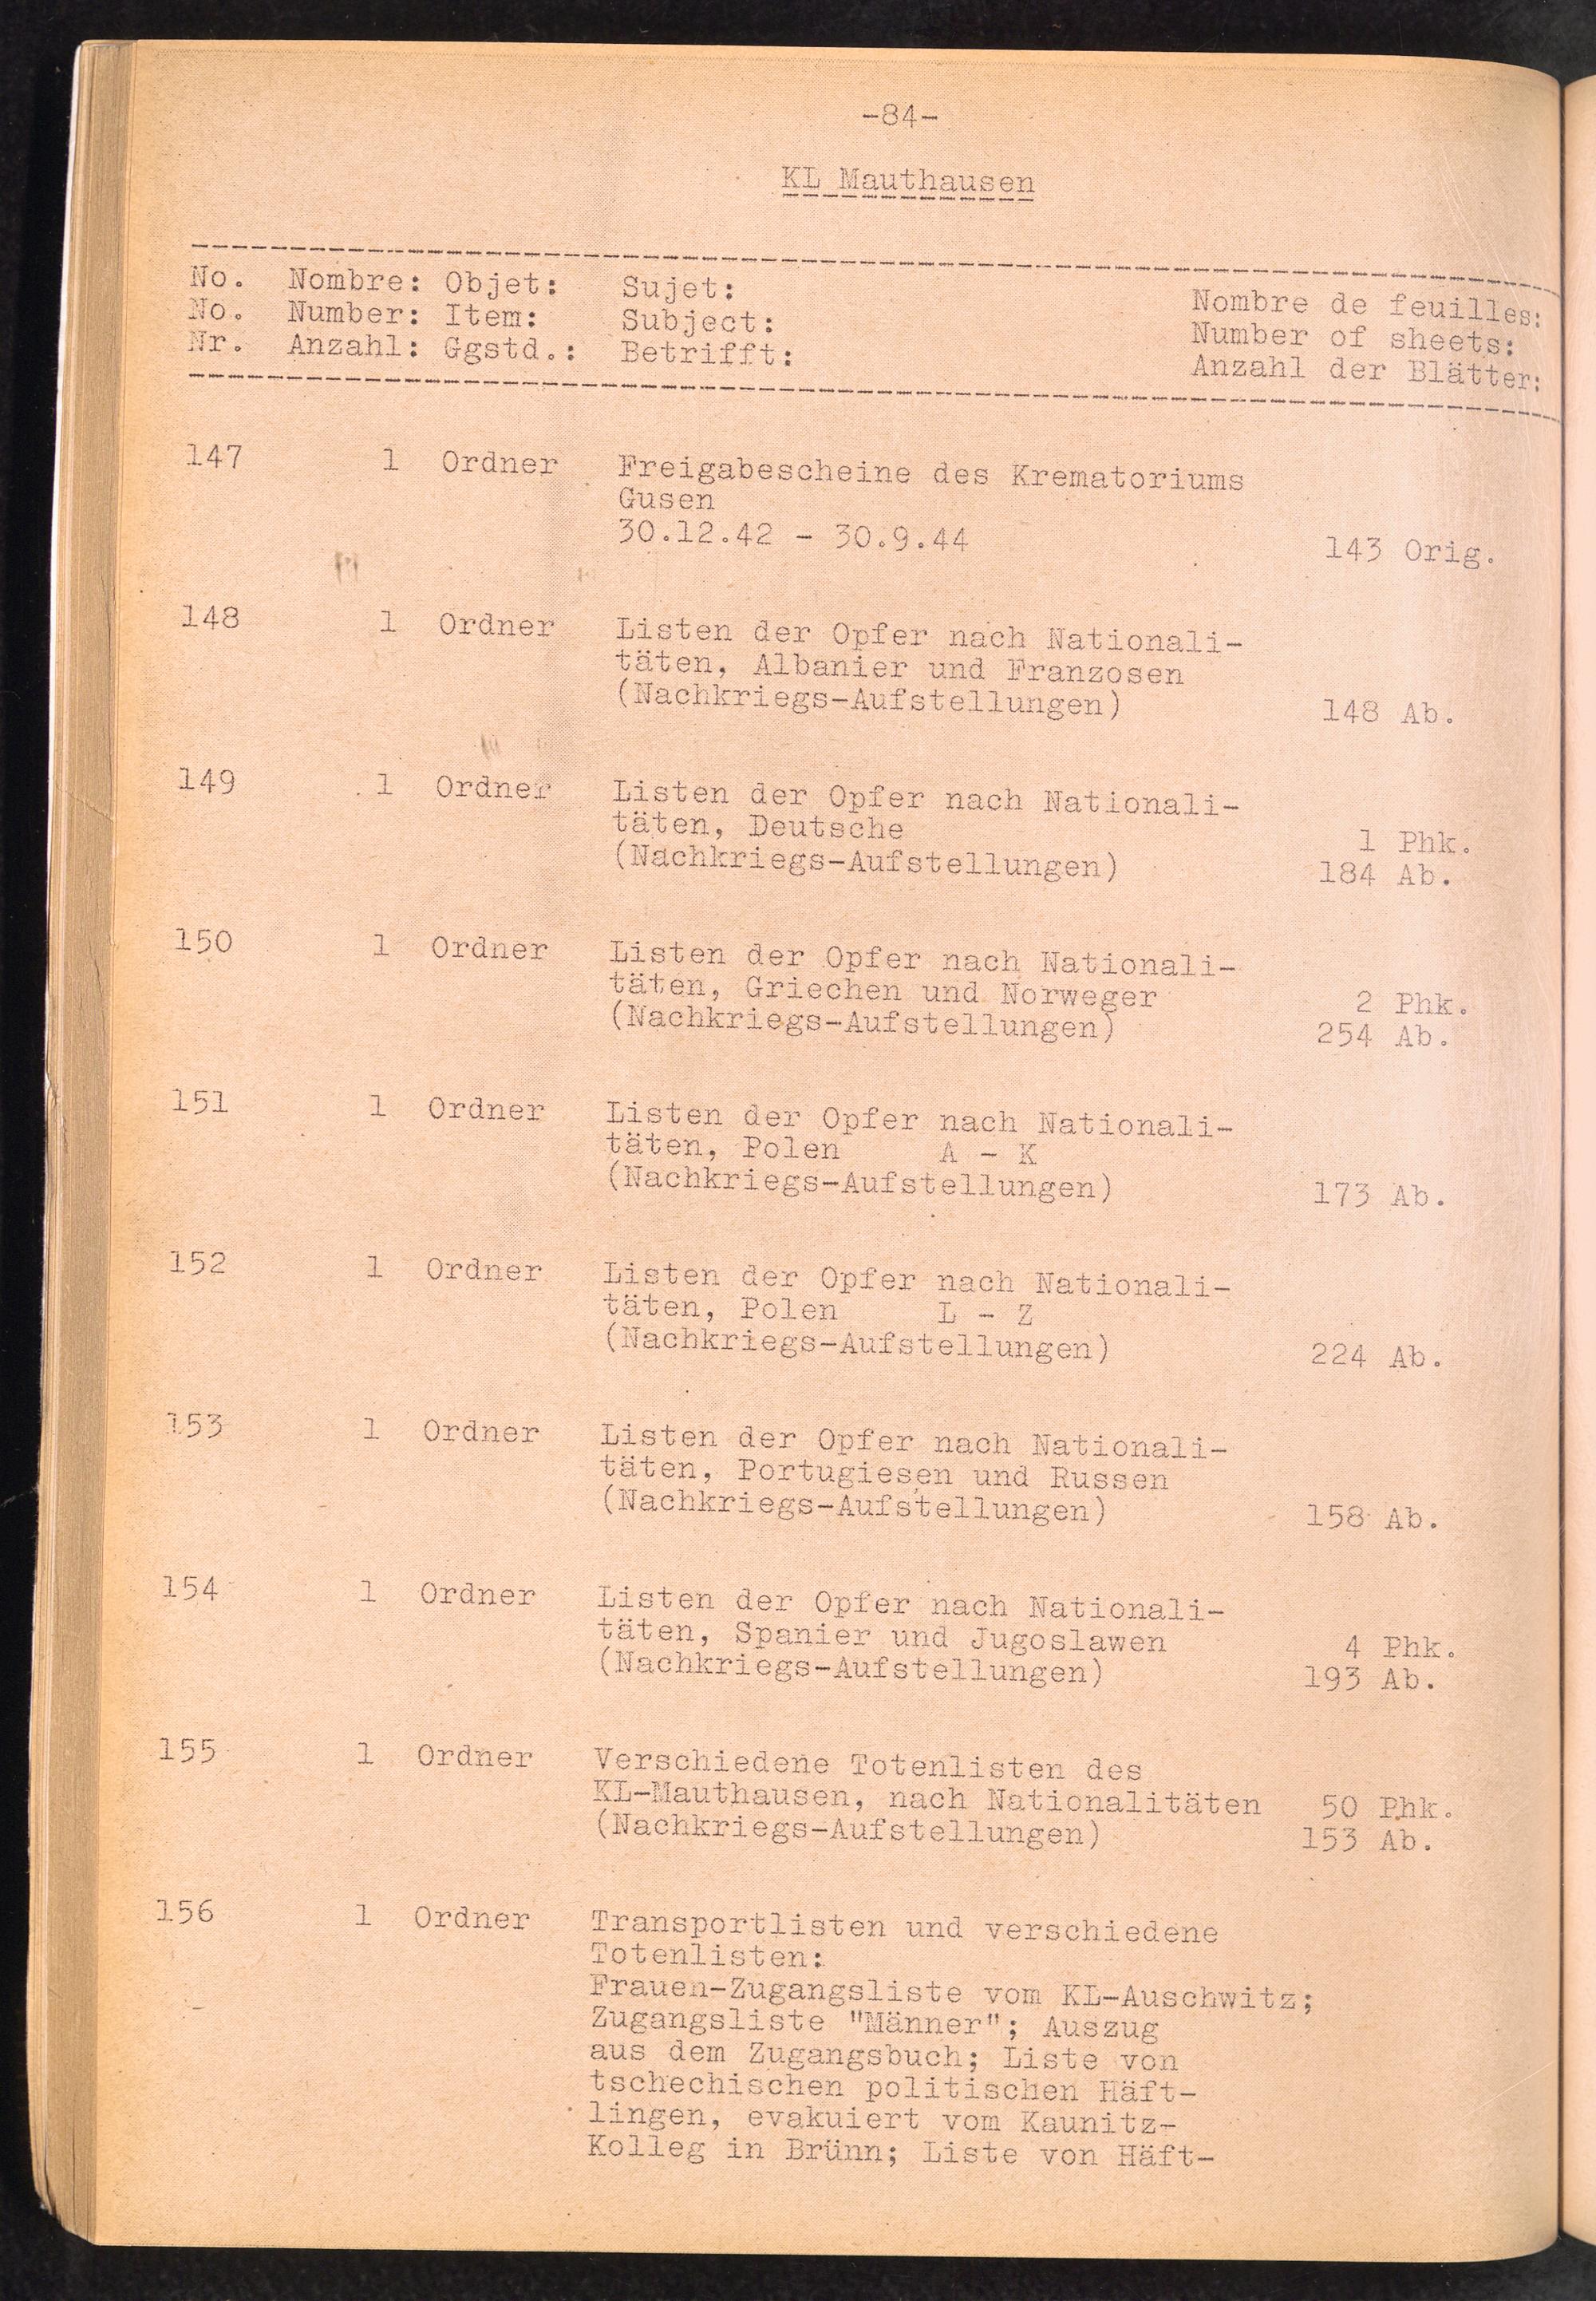 -84-
KL Mauthausen
No. Nombre: Objet: Sujet: Nombre de feuilles:
No. Number: Item: Subject: Number of sheets:
Nr. Anzahl: Ggstd.: Betrifft: Anzahl der Blätter:
147 1 Ordner Freigabescheine des Krematoriums
Gusen
30.12.42 - 30.9.44 143 Orig.
148 1 Ordner Listen der Opfer nach Nationali-
täten, Albanier und Franzosen
(Nachkriegs-Aufstellungen) 148 Ab.
149 1 Ordner Listen der Opfer nach Nationali-
täten, Deutsche 1 Phk.
(Nachkriegs-Aufstellungen) 184 Ab.
150 1 Ordner Listen der Opfer nach Nationali-
täten, Griechen und Norweger 2 Phk.
(Nachkriegs-Aufstellungen) 254 Ab.
151 1 Ordner Listen der Opfer nach Nationali-
täten, Polen A - K
(Nachkriegs-Aufstellungen) 173 Ab.
152 1 Ordner Listen der Opfer nach Nationali-
täten, Polen L - Z
(Nachkriegs-Aufstellungen) 224 Ab.
153 1 Ordner Listen der Opfer nach Nationali-
täten, Portugiesen und Russen
(Nachkriegs-Aufstellungen) 158 Ab.
154 1 Ordner Listen der Opfer nach Nationali-
täten, Spanier und Jugoslawen 4 Phk.
(Nachkriegs-Aufstellungen) 193 Ab.
155 1 Ordner Verschiedene Totenlisten des
KL-Mauthausen, nach Nationalitäten 50 Phk.
(Nachkriegs-Aufstellungen) 153 Ab.
156 1 Ordner Transportlisten und verschiedene
Totenlisten:
Frauen-Zugangsliste vom KL-Auschwitz;
Zugangsliste "Männer"; Auszug
aus dem Zugangsbuch; Liste von
tschechischen politischen Häft-
lingen, evakuiert vom Kaunitz-
Kolleg in Brünn; Liste von Häft-